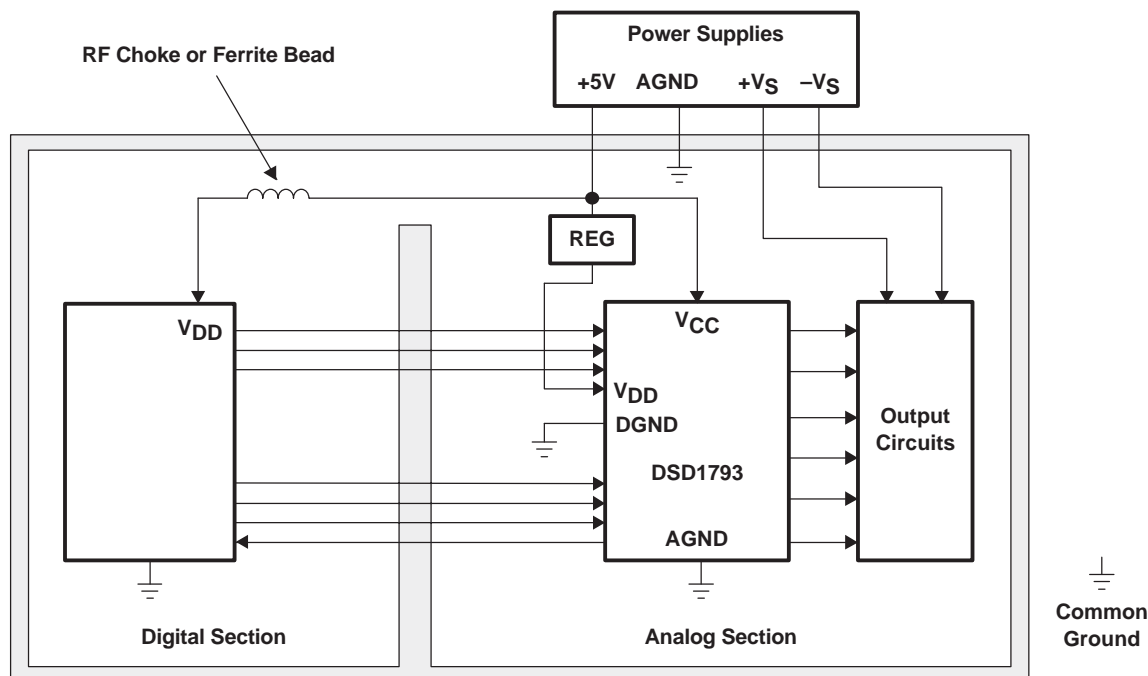 Power Supplies
RF Choke or Ferrite Bead
+5V AGND +VS –VS
REG
VDD
VCC
VDD
DGND
Output
Circuits
DSD1793
AGND
Common
Ground
Digital Section
Analog Section